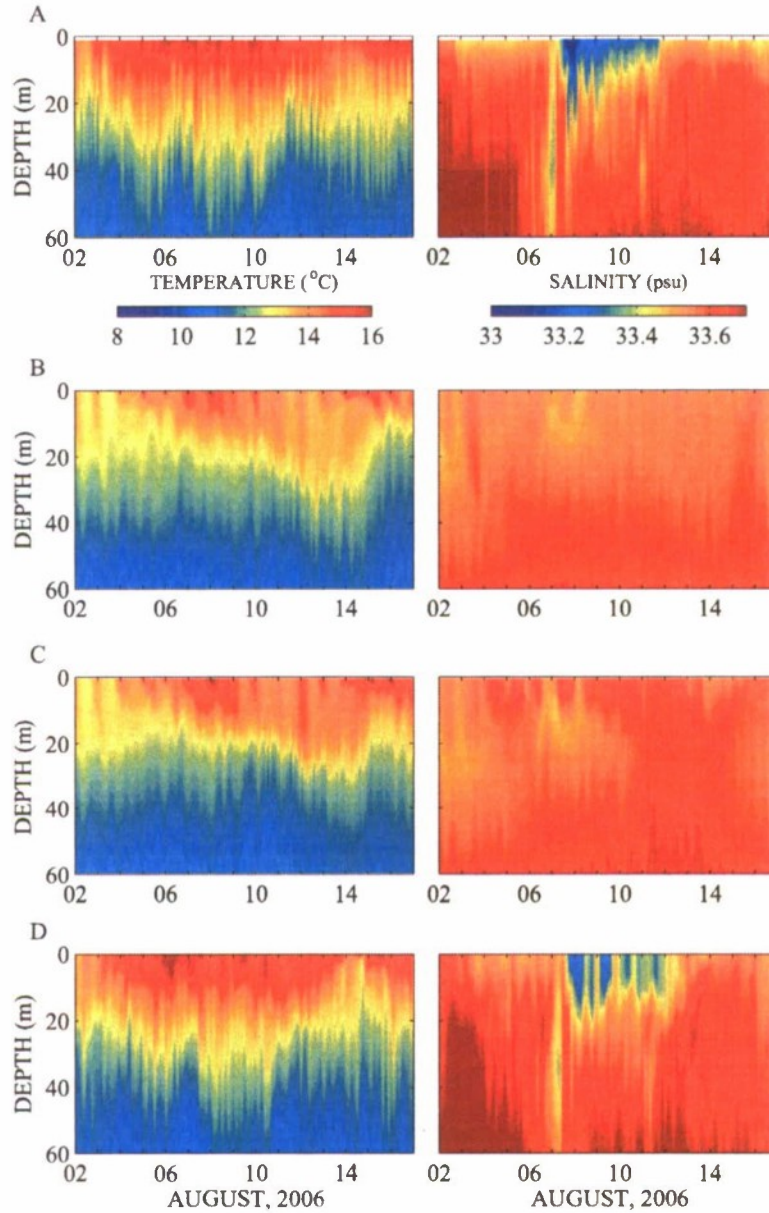 A
DEPTH (m)
0
20
40
60
02 06 10 14
02 06 10 14
TEMPERATURE (°C)
SALINITY (psu)
8 10 12 14 16
33 33.2 33.4 33.6
B
DEPTH (m)
0
20
40
60
02 06 10 14
02 06 10 14
C
DEPTH (m)
0
20
40
60
02 06 10 14
02 06 10 14
D
DEPTH (m)
0
20
40
60
02 06 10 14
02 06 10 14
AUGUST, 2006
AUGUST, 2006